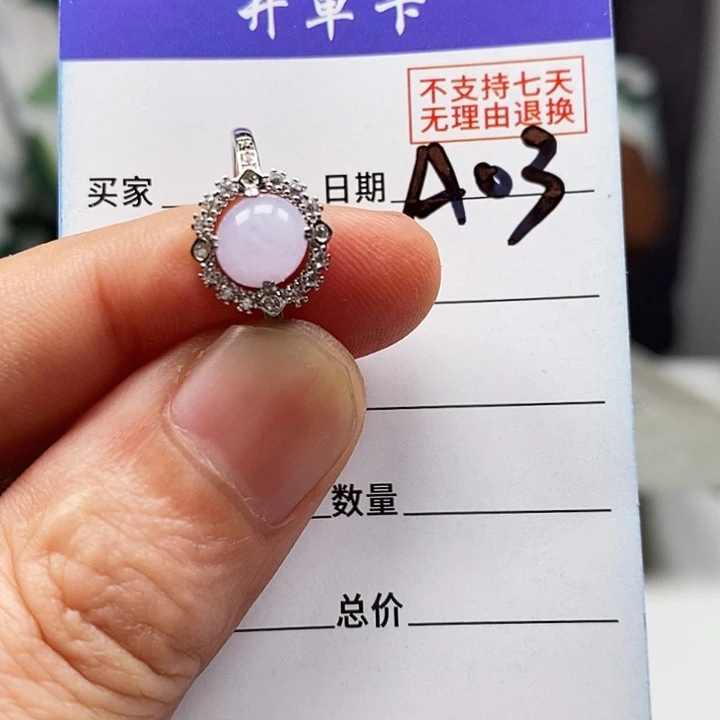 开单卡
不支持七天
无理由退换
买家
日期 A03
数量
总价